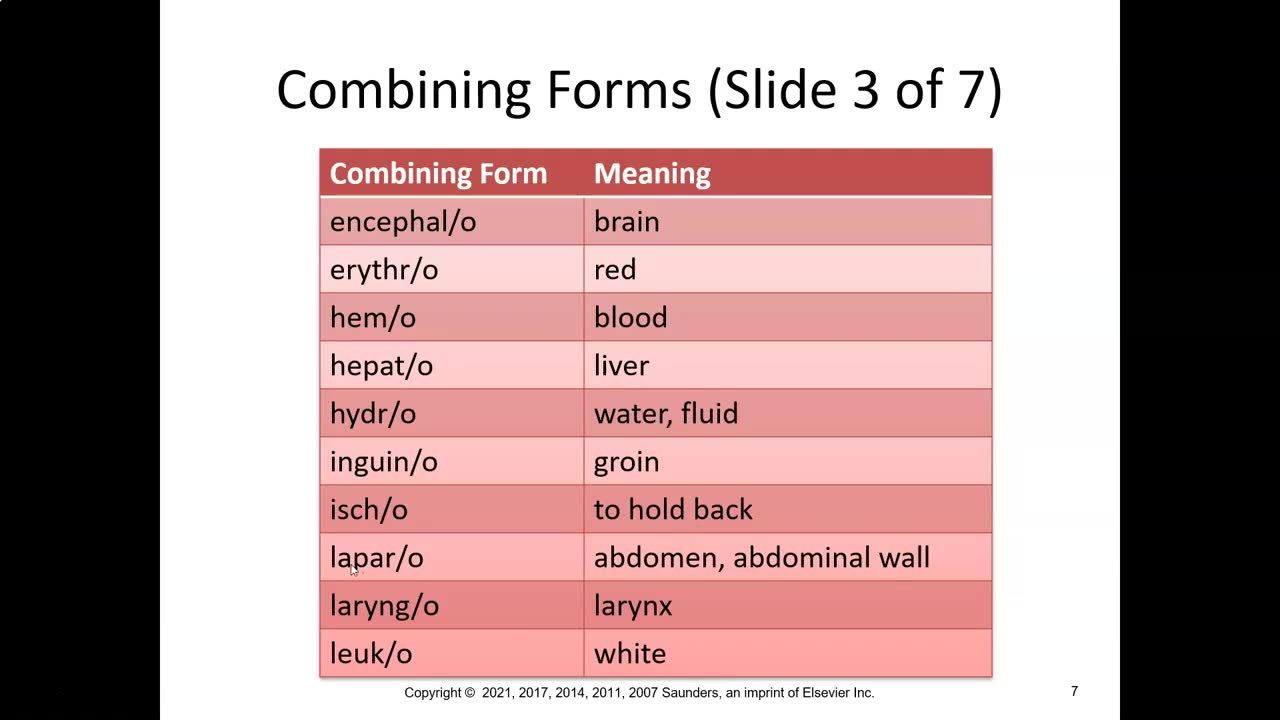 Combining Forms (Slide 3 of 7)
Combining Form Meaning
encephal/o brain
erythr/o red
hem/o blood
hepat/o liver
hydr/o water, fluid
inguin/o groin
isch/o to hold back
lapar/o abdomen, abdominal wall
laryng/o larynx
leuk/o white
Copyright © 2021, 2017, 2014, 2011, 2007 Saunders, an imprint of Elsevier Inc.
7